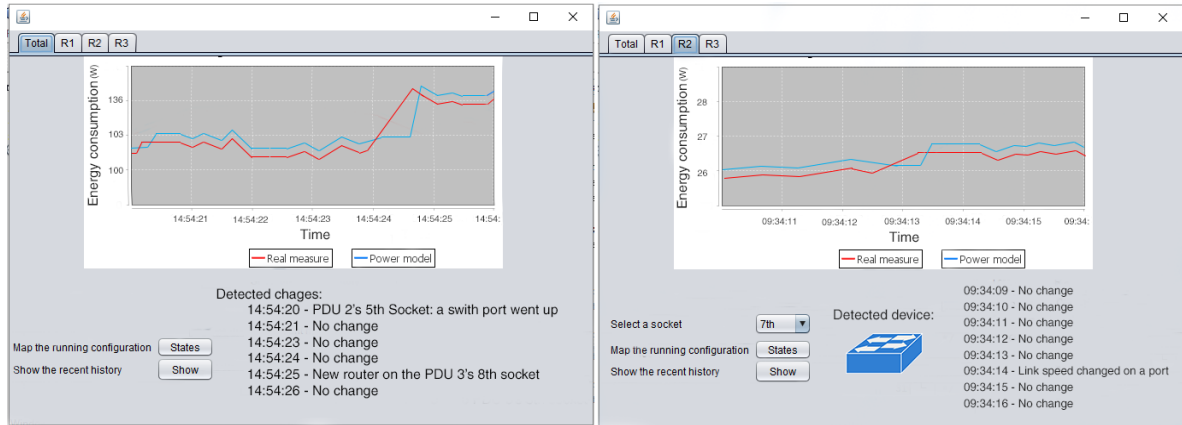 Total R1 R2 R3
Energy consumption (W)
136
103
100
14:54:21 14:54:22 14:54:23 14:54:24 14:54:25 14:54:
Time
Real measure Power model
Detected chages:
14:54:20 - PDU 2's 5th Socket: a swith port went up
14:54:21 - No change
14:54:23 - No change
14:54:24 - No change
14:54:25 - New router on the PDU 3's 8th socket
14:54:26 - No change
Map the running configuration States
Show the recent history Show
Total R1 R2 R3
Energy consumption (W)
28
27
26
09:34:11 09:34:12 09:34:13 09:34:14 09:34:15 09:34:
Time
Real measure Power model
Select a socket 7th
Map the running configuration States
Show the recent history Show
Detected device:
09:34:09 - No change
09:34:10 - No change
09:34:11 - No change
09:34:12 - No change
09:34:13 - No change
09:34:14 - Link speed changed on a port
09:34:15 - No change
09:34:16 - No change